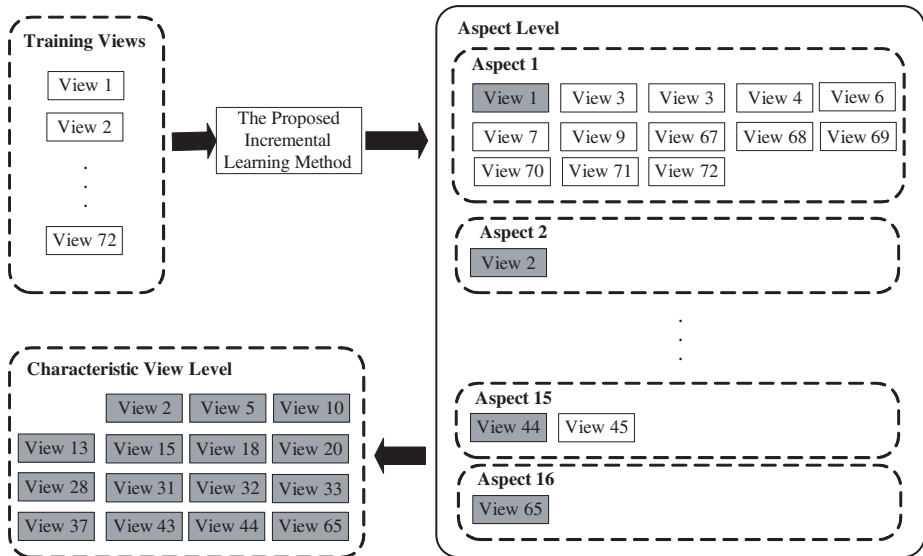 Training Views
View 1
View 2
.
.
.
View 72
The Proposed
Incremental
Learning Method
Aspect Level
Aspect 1
View 1 View 3 View 3 View 4 View 6
View 7 View 9 View 67 View 68 View 69
View 70 View 71 View 72
Aspect 2
View 2
.
.
.
Aspect 15
View 44 View 45
Aspect 16
View 65
Characteristic View Level
View 2 View 5 View 10
View 13 View 15 View 18 View 20
View 28 View 31 View 32 View 33
View 37 View 43 View 44 View 65